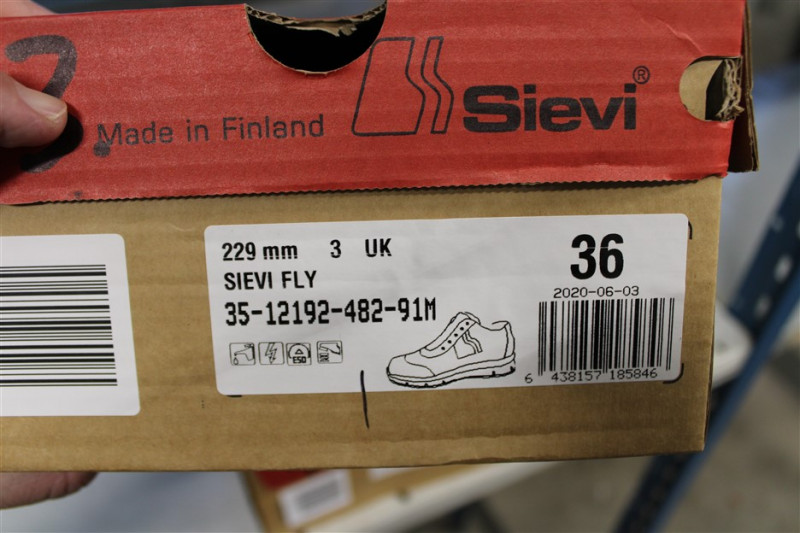 2
Made in Finland
Sievi®
229 mm 3 UK
36
SIEVI FLY
2020-06-03
35-12192-482-91M
ESD
6 438157 185846